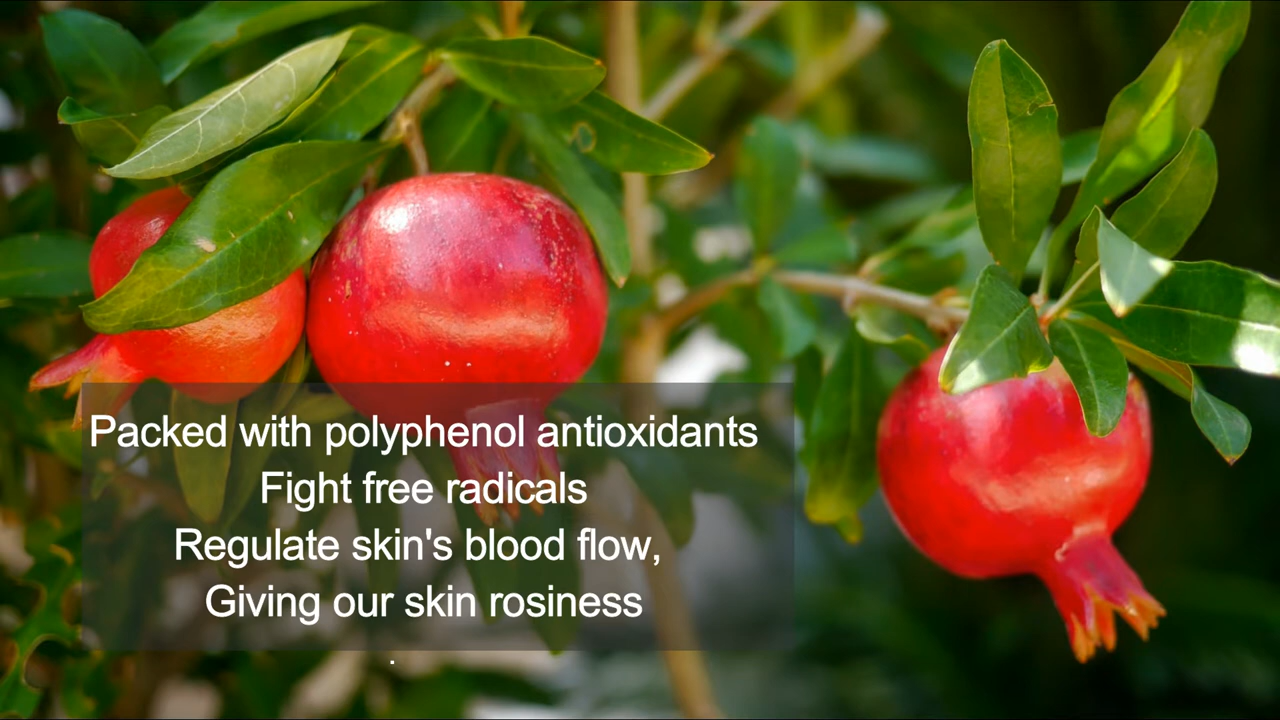 Packed with polyphenol antioxidants
Fight free radicals
Regulate skin's blood flow,
Giving our skin rosiness
.